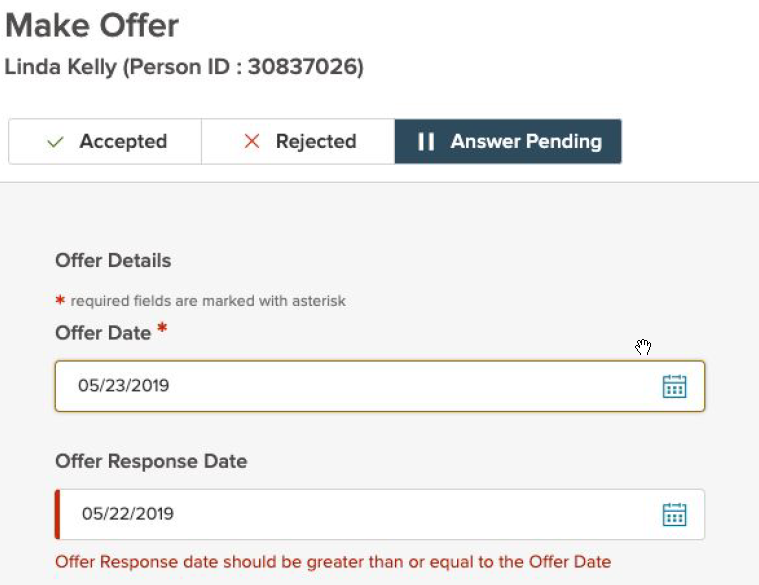 Make Offer
Linda Kelly (Person ID : 30837026)
Accepted
Rejected
Answer Pending
Offer Details
* required fields are marked with asterisk
Offer Date *
05/23/2019
Offer Response Date
05/22/2019
Offer Response date should be greater than or equal to the Offer Date